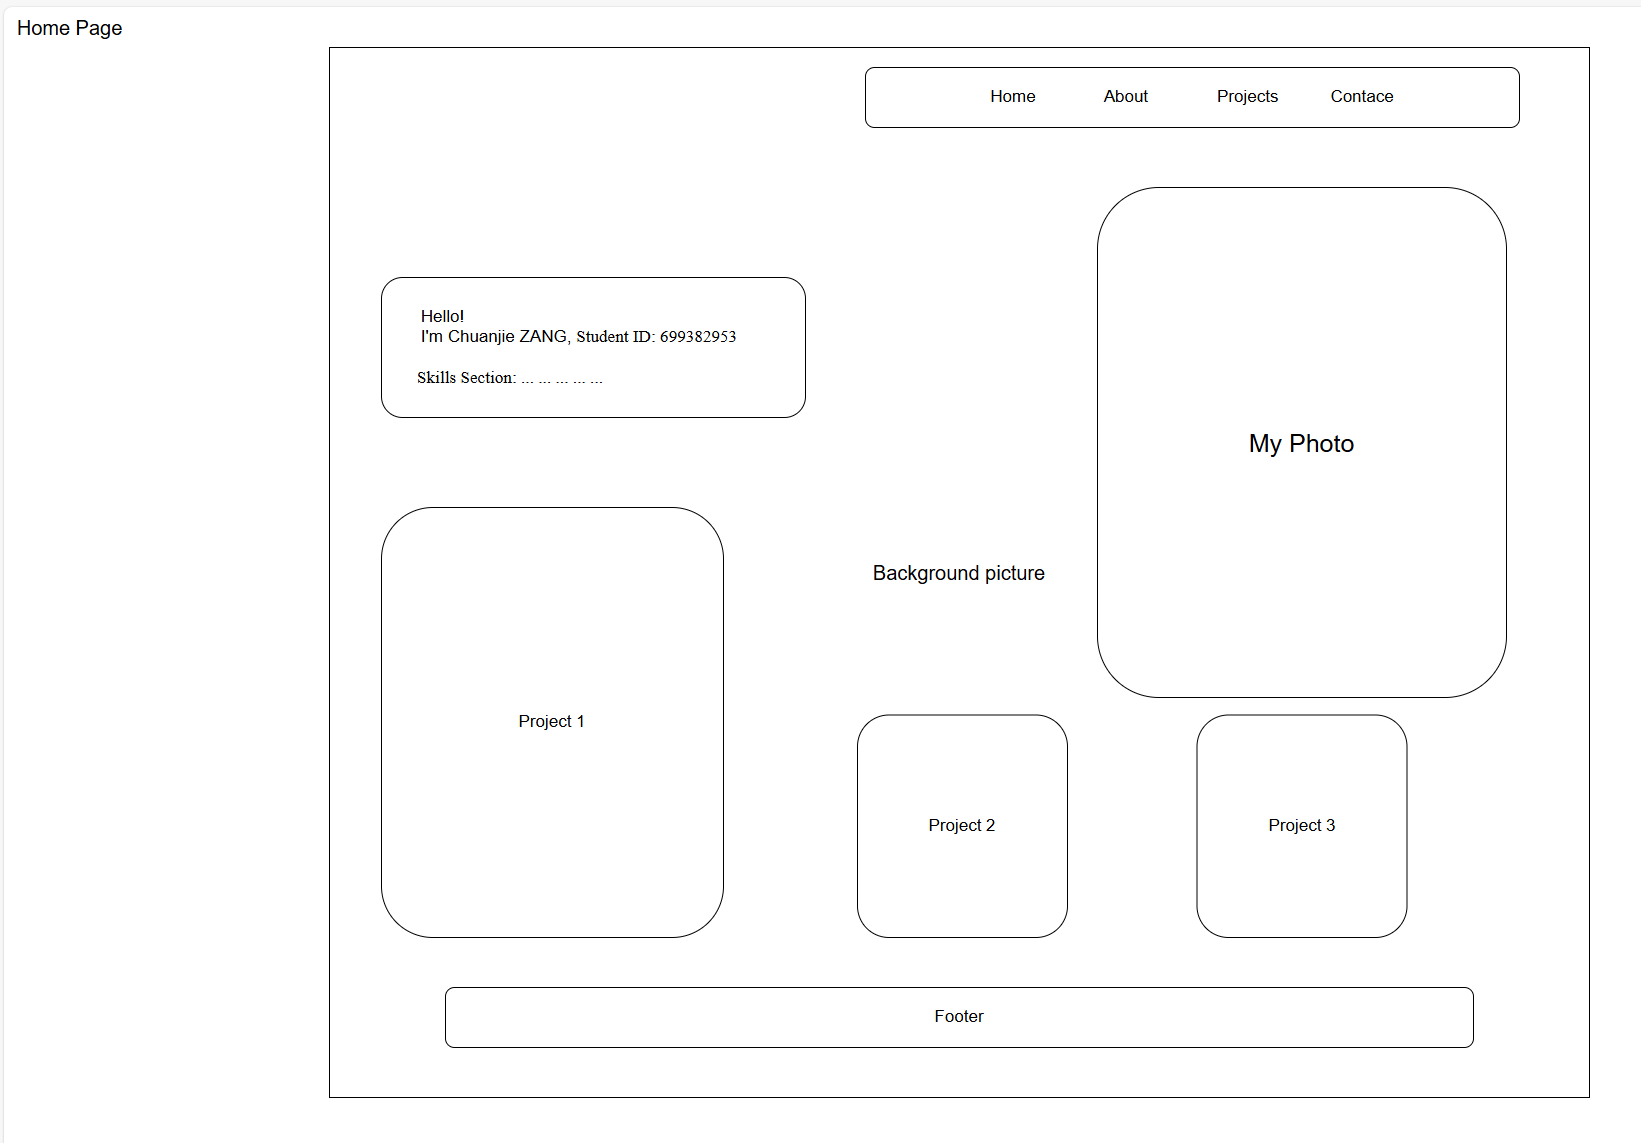 Home Page
Home About Projects Contace
Hello!
I'm Chuanjie ZANG, Student ID: 699382953
Skills Section: ... ... ... ... ...
My Photo
Background picture
Project 1
Project 2
Project 3
Footer